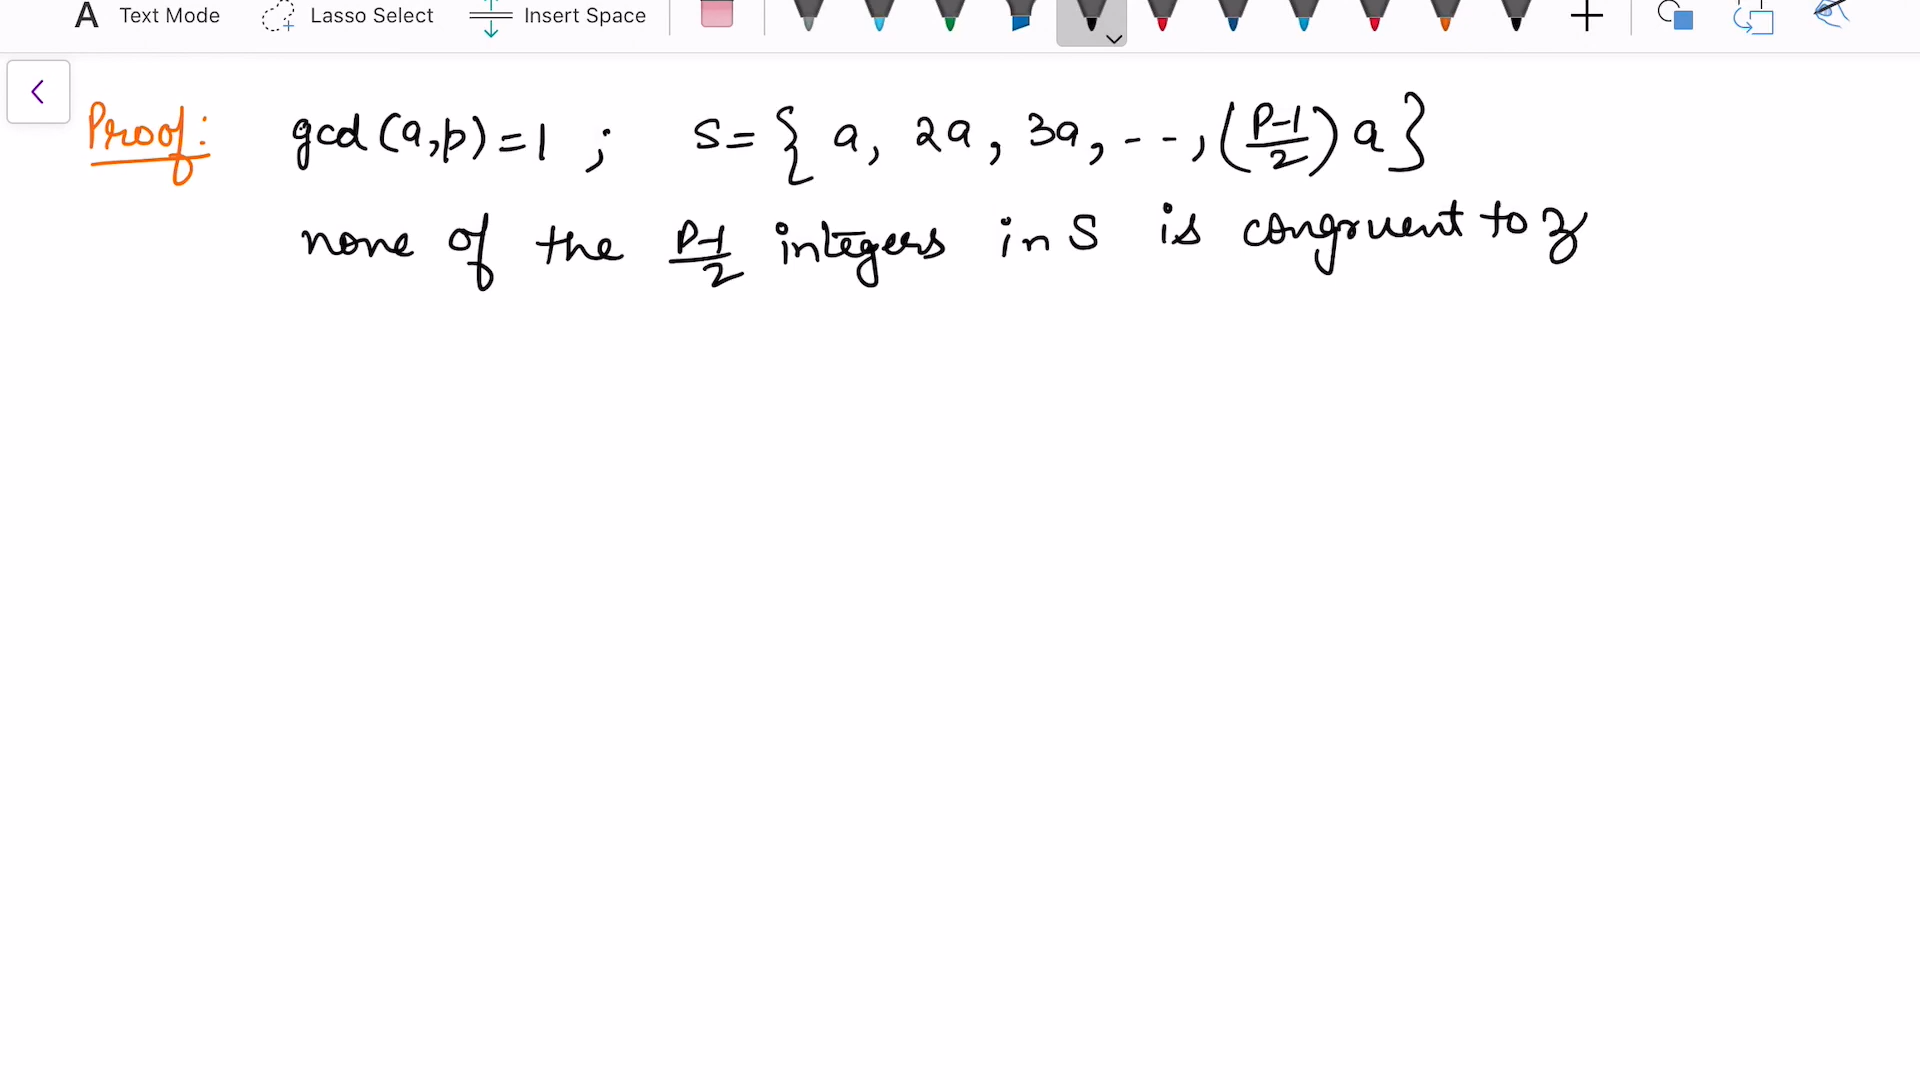 A Text Mode Lasso Select Insert Space
Proof: gcd(a,p)=1 ; S={ a, 2a, 3a, --, (P-1/2) a }
none of the P-1/2 integers in S is congruent to z